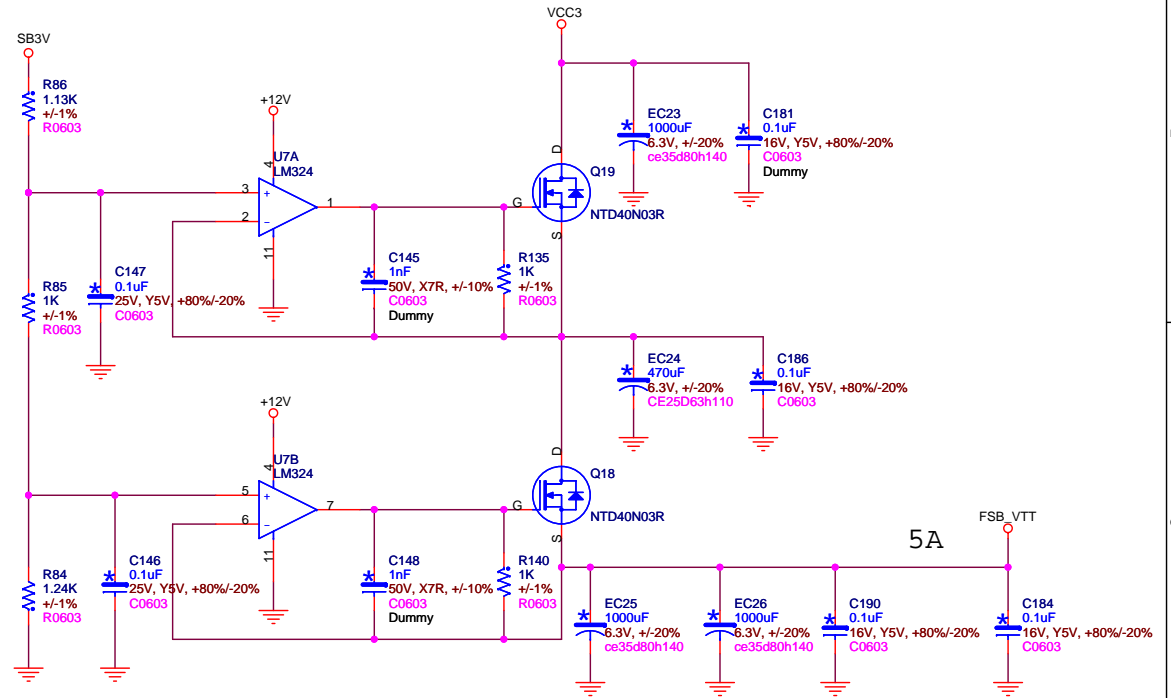 VCC3
SB3V
R86
1.13K
+/-1%
R0603
+12V
4
U7A
LM324
3
+
2
-
1
11
EC23
1000uF
6.3V, +/-20%
ce35d80h140
C181
0.1uF
16V, Y5V, +80%/-20%
C0603
Dummy
D
Q19
G
NTD40N03R
S
R85
1K
+/-1%
R0603
C147
0.1uF
25V, Y5V, +80%/-20%
C0603
C145
1nF
50V, X7R, +/-10%
C0603
Dummy
R135
1K
+/-1%
R0603
EC24
470uF
6.3V, +/-20%
CE25D63h110
C186
0.1uF
16V, Y5V, +80%/-20%
C0603
+12V
4
U7B
LM324
5
+
6
-
7
11
D
Q18
G
NTD40N03R
S
5A
FSB_VTT
R84
1.24K
+/-1%
R0603
C146
0.1uF
25V, Y5V, +80%/-20%
C0603
C148
1nF
50V, X7R, +/-10%
C0603
Dummy
R140
1K
+/-1%
R0603
EC25
1000uF
6.3V, +/-20%
ce35d80h140
EC26
1000uF
6.3V, +/-20%
ce35d80h140
C190
0.1uF
16V, Y5V, +80%/-20%
C0603
C184
0.1uF
16V, Y5V, +80%/-20%
C0603